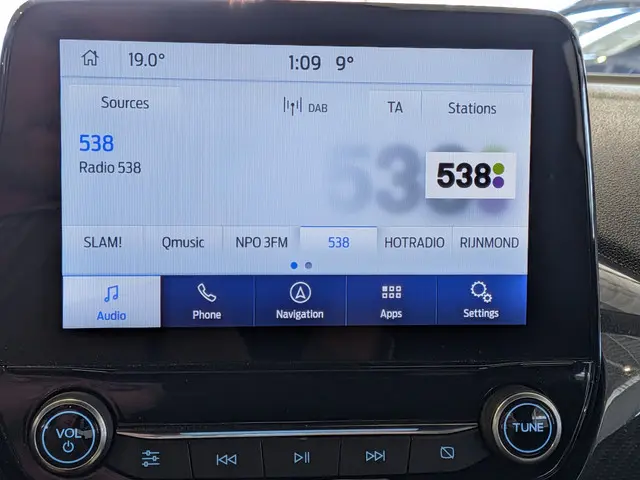 19.0° 1:09 9°
Sources DAB TA Stations
538
Radio 538
538
SLAM! Qmusic NPO 3FM 538 HOTRADIO RIJNMOND
Audio Phone Navigation Apps Settings
VOL TUNE